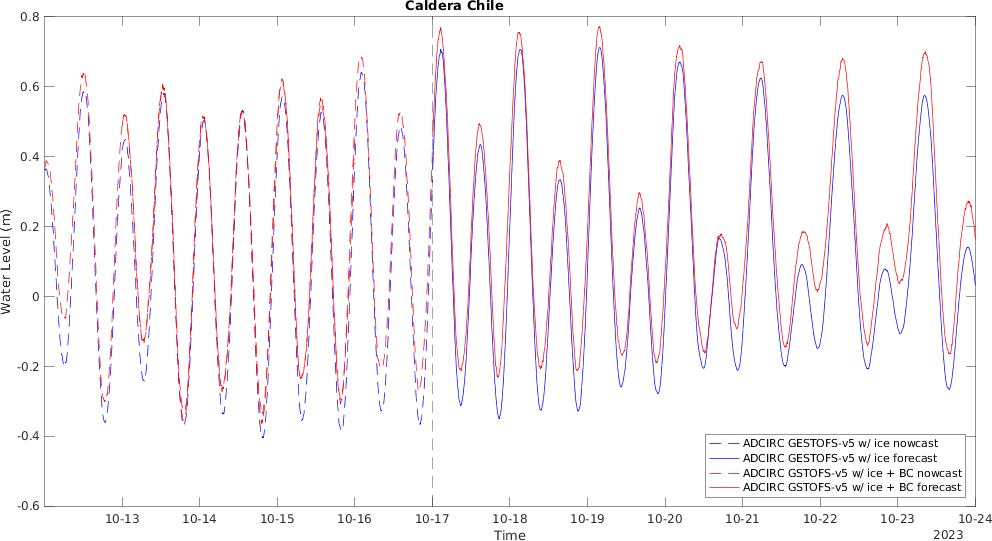 Caldera Chile
0.8
0.6
0.4
0.2
0
-0.2
-0.4
-0.6
Water Level (m)
ADCIRC GESTOFS-v5 w/ ice nowcast
ADCIRC GESTOFS-v5 w/ ice forecast
ADCIRC GSTOFS-v5 w/ ice + BC nowcast
ADCIRC GSTOFS-v5 w/ ice + BC forecast
10-13 10-14 10-15 10-16 10-17 10-18 10-19 10-20 10-21 10-22 10-23 10-24
Time
2023